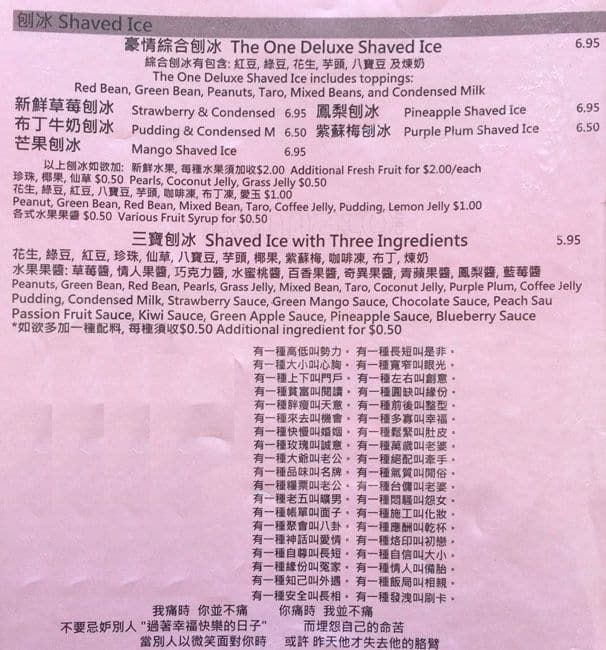 刨冰 Shaved Ice
豪情綜合刨冰 The One Deluxe Shaved Ice 6.95
綜合刨冰有包含: 紅豆, 綠豆, 花生, 芋頭, 八寶豆 及煉奶
The One Deluxe Shaved Ice includes toppings:
Red Bean, Green Bean, Peanuts, Taro, Mixed Beans, and Condensed Milk
新鮮草莓刨冰 Strawberry & Condensed 6.95 鳳梨刨冰 Pineapple Shaved Ice 6.95
布丁牛奶刨冰 Pudding & Condensed M 6.50 紫蘇梅刨冰 Purple Plum Shaved Ice 6.50
芒果刨冰 Mango Shaved Ice 6.95
以上刨冰如欲加: 新鮮水果, 每種水果須加收$2.00 Additional Fresh Fruit for $2.00/each
珍珠, 椰果, 仙草 $0.50 Pearls, Coconut Jelly, Grass Jelly $0.50
花生, 綠豆, 紅豆, 八寶豆, 芋頭, 咖啡凍, 布丁凍, 愛玉 $1.00
Peanut, Green Bean, Red Bean, Mixed Bean, Taro, Coffee Jelly, Pudding, Lemon Jelly $1.00
各式水果果醬 $0.50 Various Fruit Syrup for $0.50
三寶刨冰 Shaved Ice with Three Ingredients 5.95
花生, 綠豆, 紅豆, 珍珠, 仙草, 八寶豆, 芋頭, 椰果, 紫蘇梅, 咖啡凍, 布丁, 煉奶
水果果醬: 草莓醬, 情人果醬, 巧克力醬, 水蜜桃醬, 百香果醬, 奇異果醬, 青蘋果醬, 鳳梨醬, 藍莓醬
Peanuts, Green Bean, Red Bean, Pearls, Grass Jelly, Mixed Bean, Taro, Coconut Jelly, Purple Plum, Coffee Jelly
Pudding, Condensed Milk, Strawberry Sauce, Green Mango Sauce, Chocolate Sauce, Peach Sau
Passion Fruit Sauce, Kiwi Sauce, Green Apple Sauce, Pineapple Sauce, Blueberry Sauce
*如欲多加一種配料, 每種須收$0.50 Additional ingredient for $0.50
有一種高低叫勢力。有一種長短叫是非。
有一種大小叫心胸。有一種寬窄叫眼光。
有一種上下叫門戶。有一種左右叫創意。
有一種貧富叫閱讀。有一種圓缺叫緣份。
有一種胖瘦叫天意。有一種前後叫整型。
有一種來去叫機會。有一種多寡叫幸福。
有一種快慢叫婚姻。有一種鬆緊叫肚皮。
有一種玫瑰叫誠意。有一種萬歲叫老婆。
有一種大爺叫老公。有一種絕配叫牽手。
有一種品味叫名牌。有一種氣質叫閒俗。
有一種糧票叫老公。有一種台傭叫老婆。
有一種老五叫曠男。有一種悶騷叫怨女。
有一種帳單叫面子。有一種施工叫化妝。
有一種聚會叫八卦。有一種應酬叫乾杯。
有一種神話叫愛情。有一種烙印叫初戀。
有一種自尊叫長短。有一種自信叫大小。
有一種緣份叫冤家。有一種情人叫備胎。
有一種知己叫外遇。有一種飯局叫相親。
有一種安全叫長相。有一種發洩叫刷卡。
我痛時 你並不痛 你痛時 我並不痛
不要忌妒別人 "過著幸福快樂的日子" 而埋怨自己的命苦
當別人以微笑面對你時 或許 昨天他才失去他的胳臂